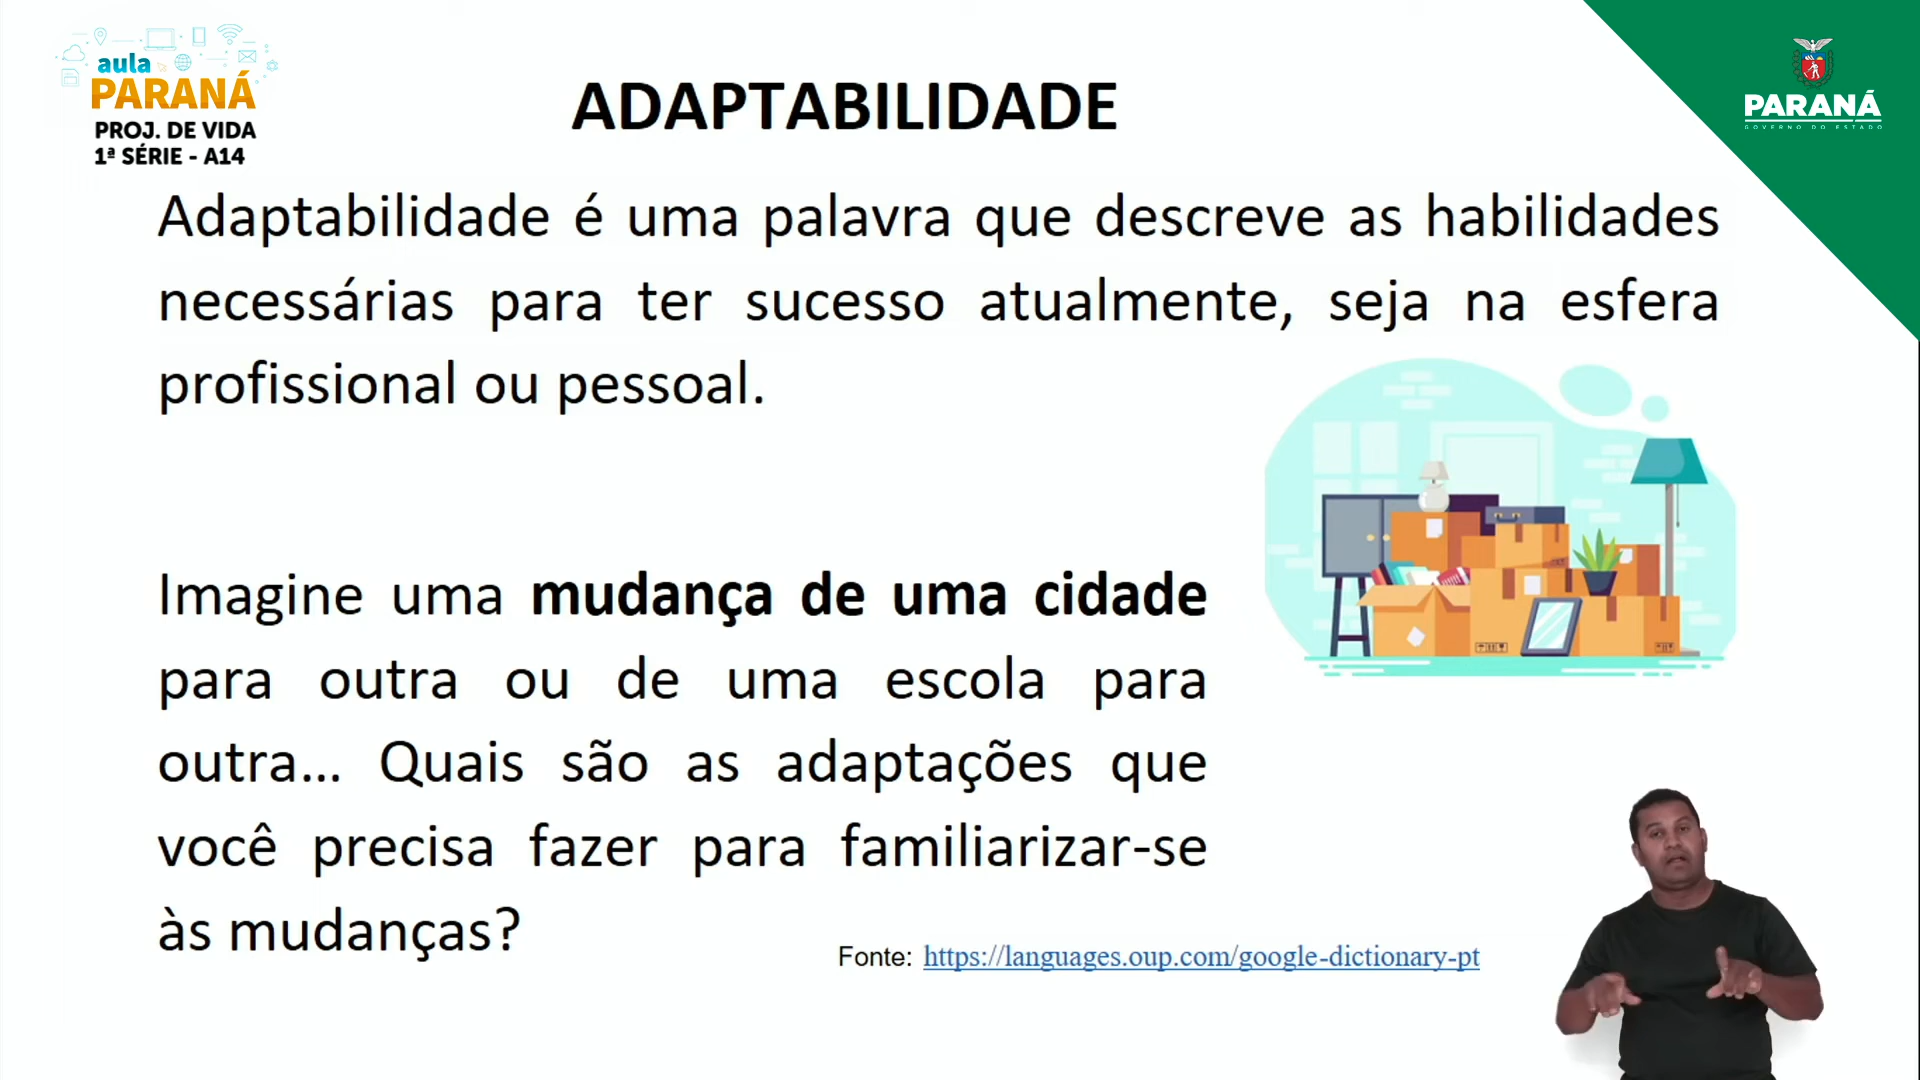 aula
PARANÁ
PROJ. DE VIDA
1ª SÉRIE - A14
ADAPTABILIDADE
PARANÁ
GOVERNO DO ESTADO
Adaptabilidade é uma palavra que descreve as habilidades
necessárias para ter sucesso atualmente, seja na esfera
profissional ou pessoal.
Imagine uma mudança de uma cidade
para outra ou de uma escola para
outra... Quais são as adaptações que
você precisa fazer para familiarizar-se
às mudanças?
Fonte: https://languages.oup.com/google-dictionary-pt